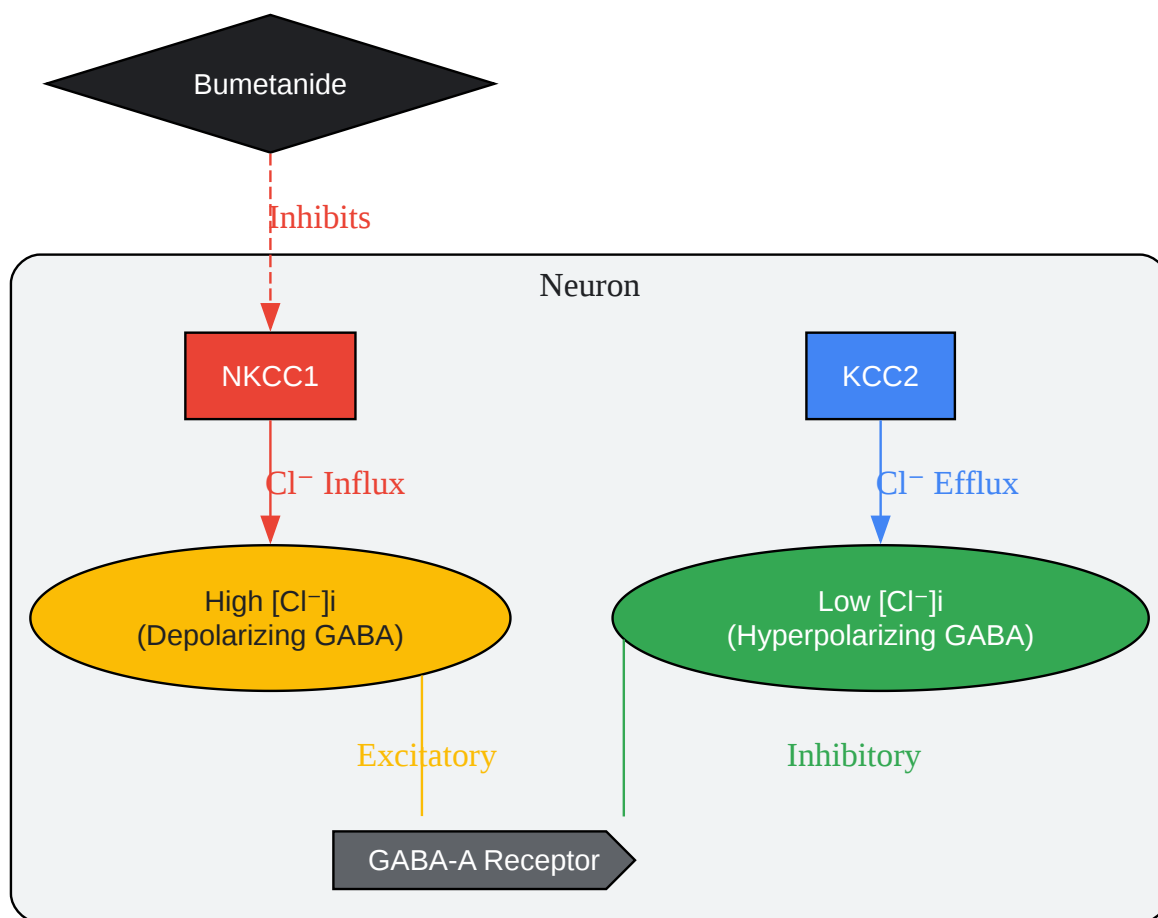 Bumetanide
Inhibits
Neuron
NKCC1
KCC2
Cl⁻ Influx
Cl⁻ Efflux
High [Cl⁻]i
(Depolarizing GABA)
Low [Cl⁻]i
(Hyperpolarizing GABA)
Excitatory
Inhibitory
GABA-A Receptor